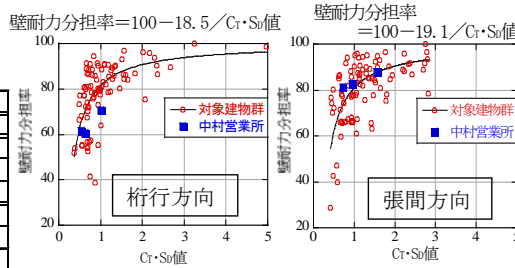 壁耐力分担率=100-18.5/CT・SD値
100
80
60
40
20
0 1 2 3 4 5
壁耐力分担率
CT・SD値
対象建物群
中村営業所
桁行方向
壁耐力分担率
=100-19.1/CT・SD値
100
80
60
40
20
0 1 2 3 4 5
壁耐力分担率
CT・SD値
対象建物群
中村営業所
張間方向